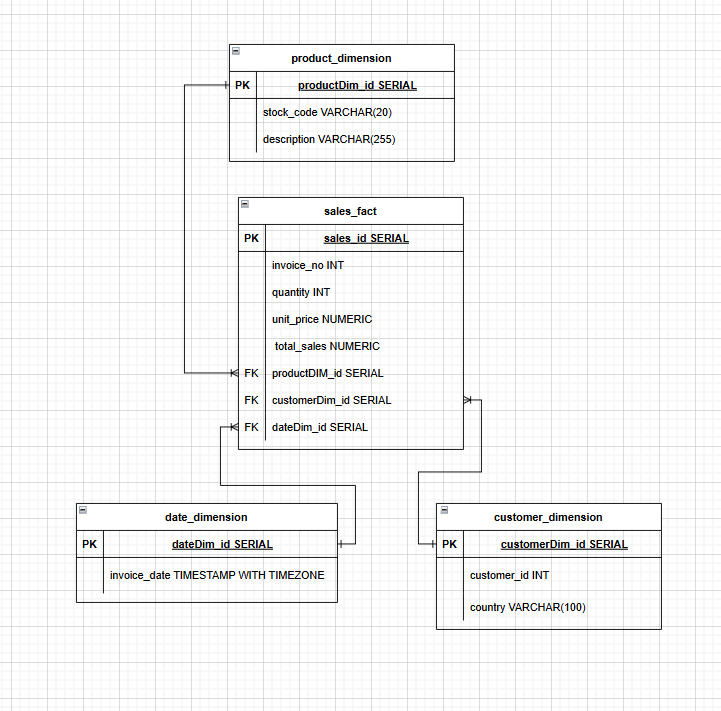 product_dimension
PK productDim_id SERIAL
stock_code VARCHAR(20)
description VARCHAR(255)
sales_fact
PK sales_id SERIAL
invoice_no INT
quantity INT
unit_price NUMERIC
total_sales NUMERIC
FK productDIM_id SERIAL
FK customerDim_id SERIAL
FK dateDim_id SERIAL
date_dimension
PK dateDim_id SERIAL
invoice_date TIMESTAMP WITH TIMEZONE
customer_dimension
PK customerDim_id SERIAL
customer_id INT
country VARCHAR(100)